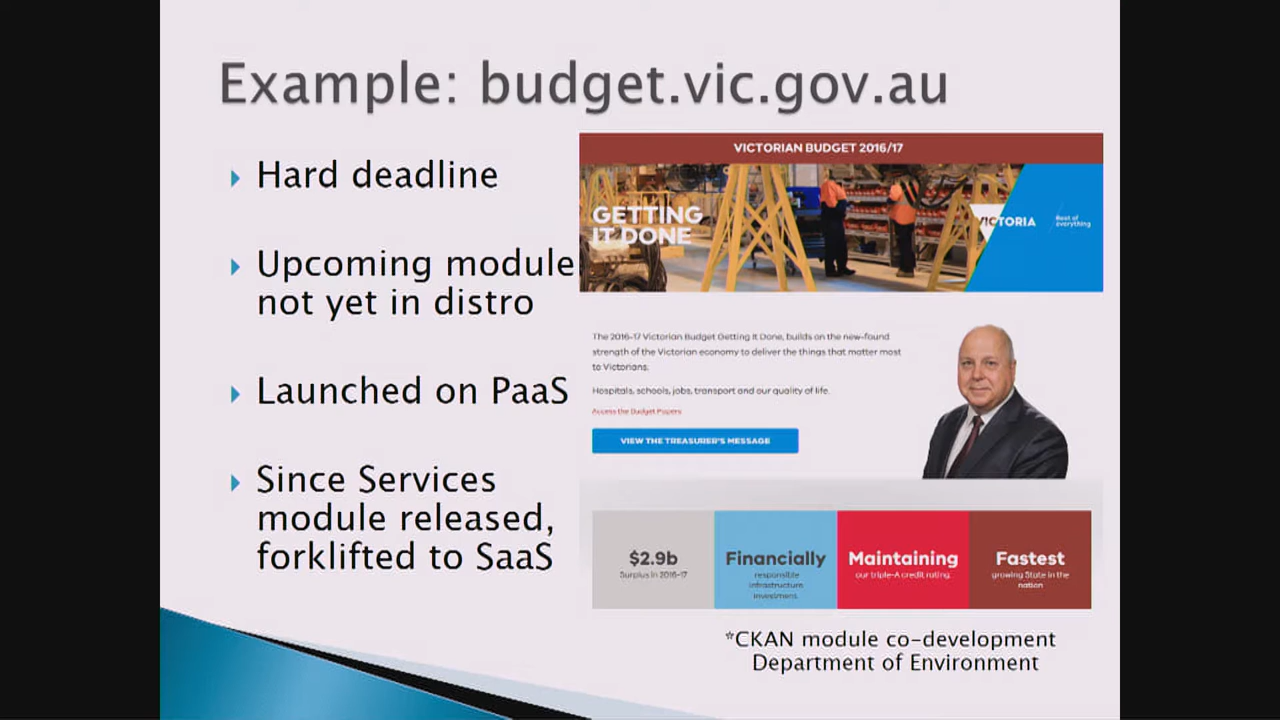 Example: budget.vic.gov.au
Hard deadline
Upcoming module
not yet in distro
Launched on PaaS
Since Services
module released,
forklifted to SaaS
VICTORIAN BUDGET 2016/17
GETTING
IT DONE
VICTORIA
Best of
everything
The 2016-17 Victorian Budget Getting It Done, builds on the new-found
strength of the Victorian economy to deliver the things that matter most
to Victorians.
Hospitals, schools, jobs, transport and our quality of life.
Access the Budget Papers
VIEW THE TREASURER'S MESSAGE
$2.9b
Surplus in 2016-17
Financially
responsible
infrastructure
investment.
Maintaining
our triple-A credit rating.
Fastest
growing State in the
nation
*CKAN module co-development
Department of Environment